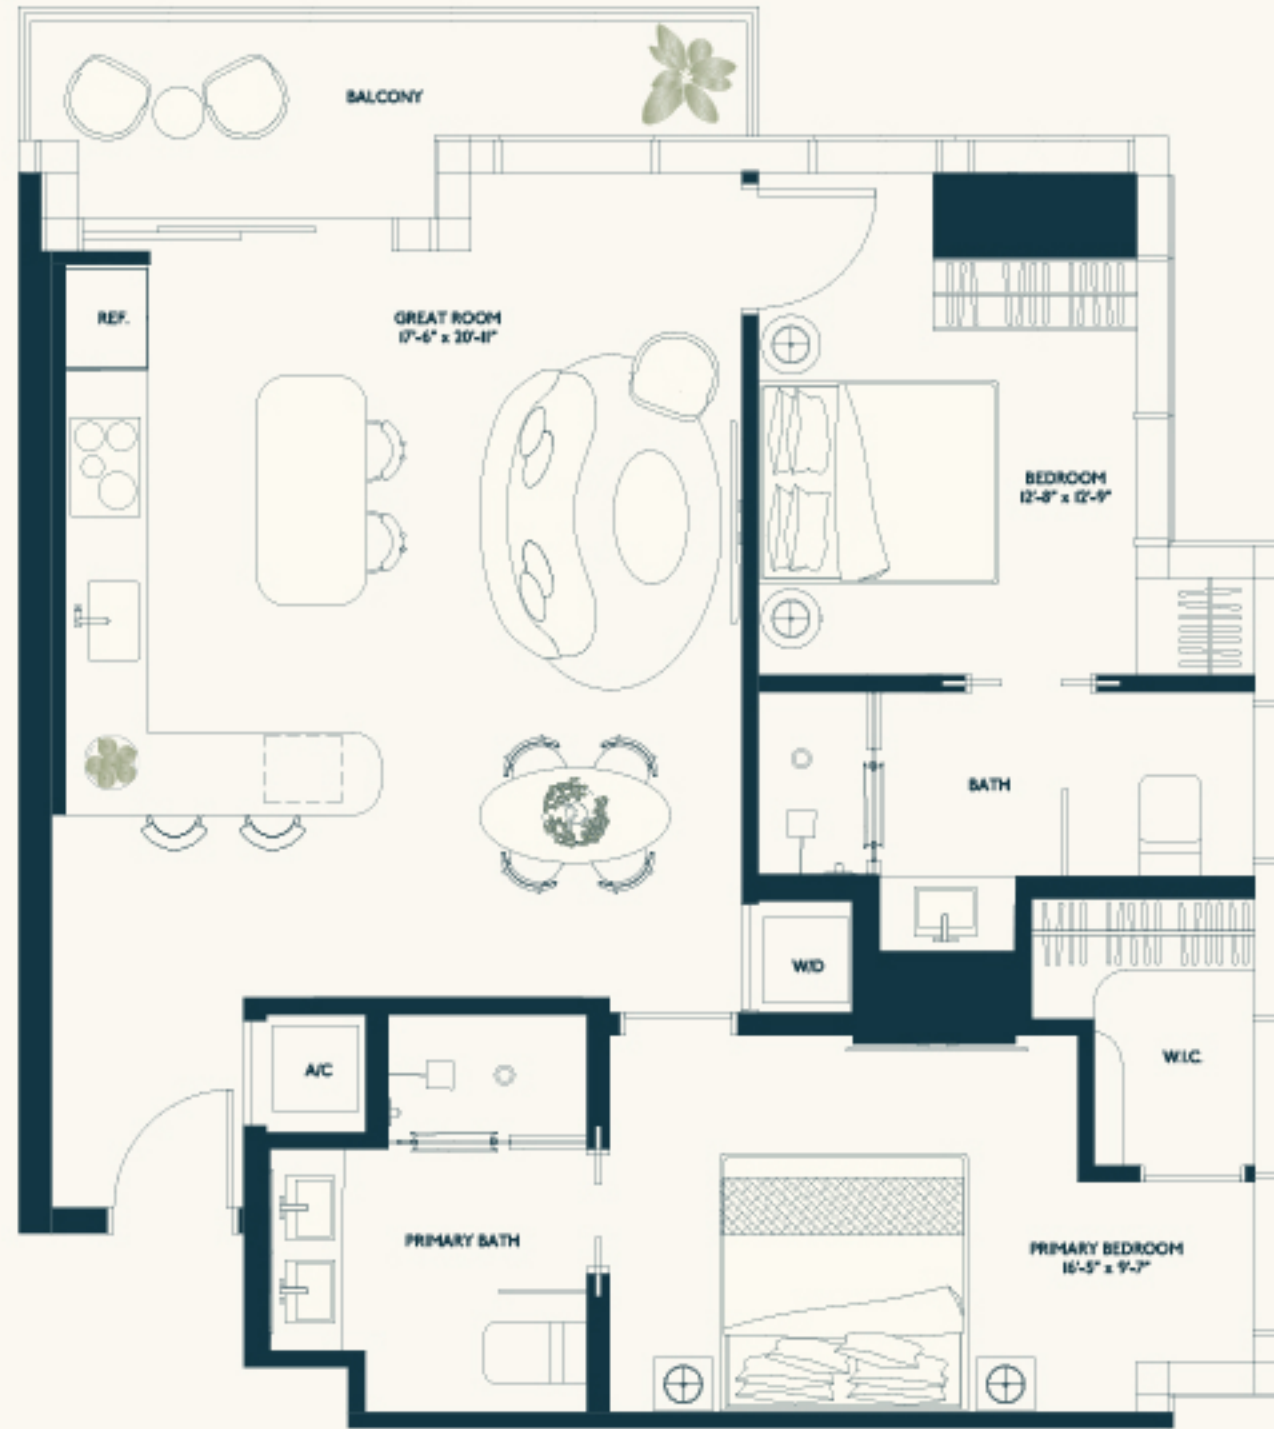 BALCONY
REF.
GREAT ROOM
17'-6" x 20'-11"
BEDROOM
12'-8" x 12'-9"
BATH
W/D
A/C
W.I.C.
PRIMARY BATH
PRIMARY BEDROOM
16'-5" x 9'-7"